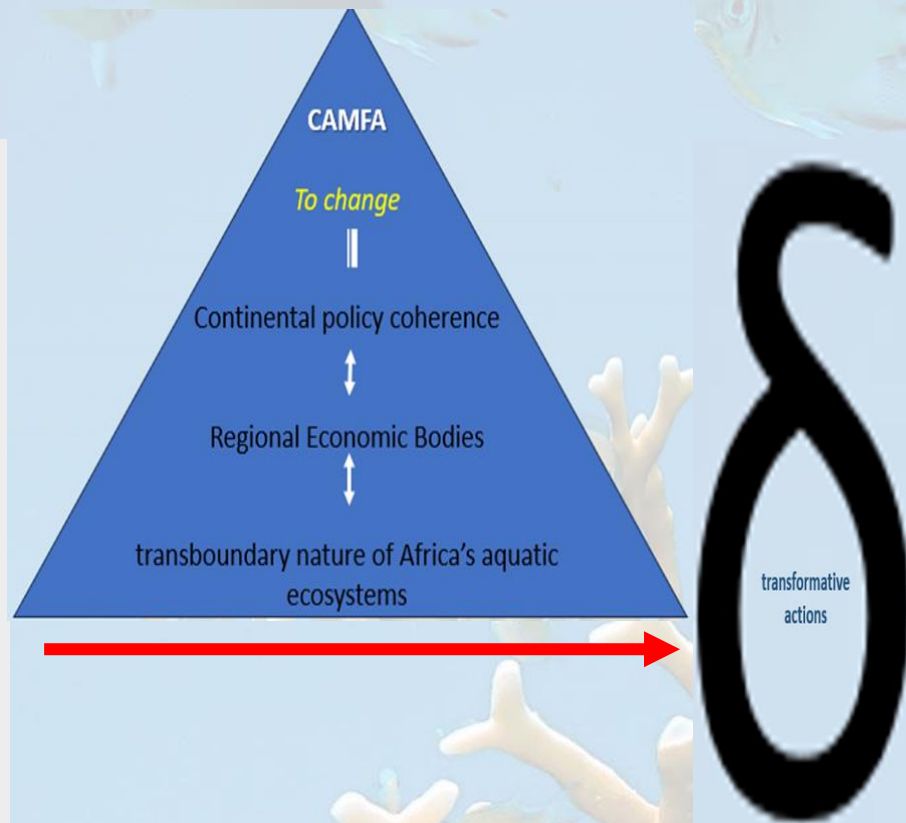 CAMFA
To change
Continental policy coherence
Regional Economic Bodies
transboundary nature of Africa’s aquatic
ecosystems
δ
transformative
actions